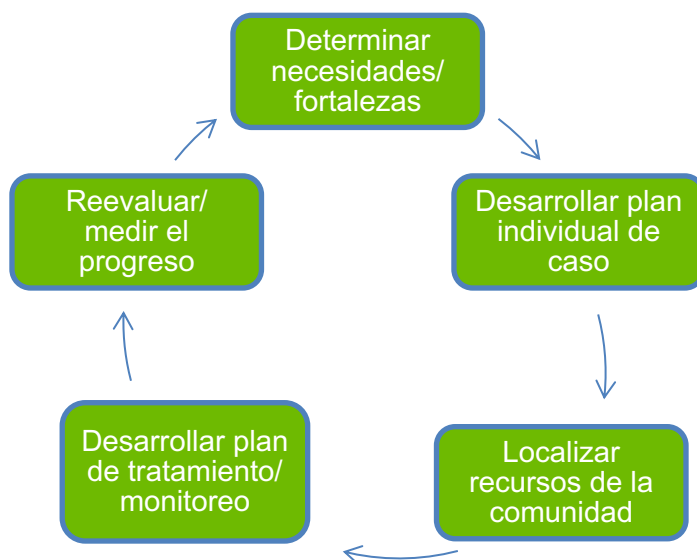 Determinar
necesidades/
fortalezas
Desarrollar plan
individual de
caso
Localizar
recursos de la
comunidad
Desarrollar plan
de tratamiento/
monitoreo
Reevaluar/
medir el
progreso